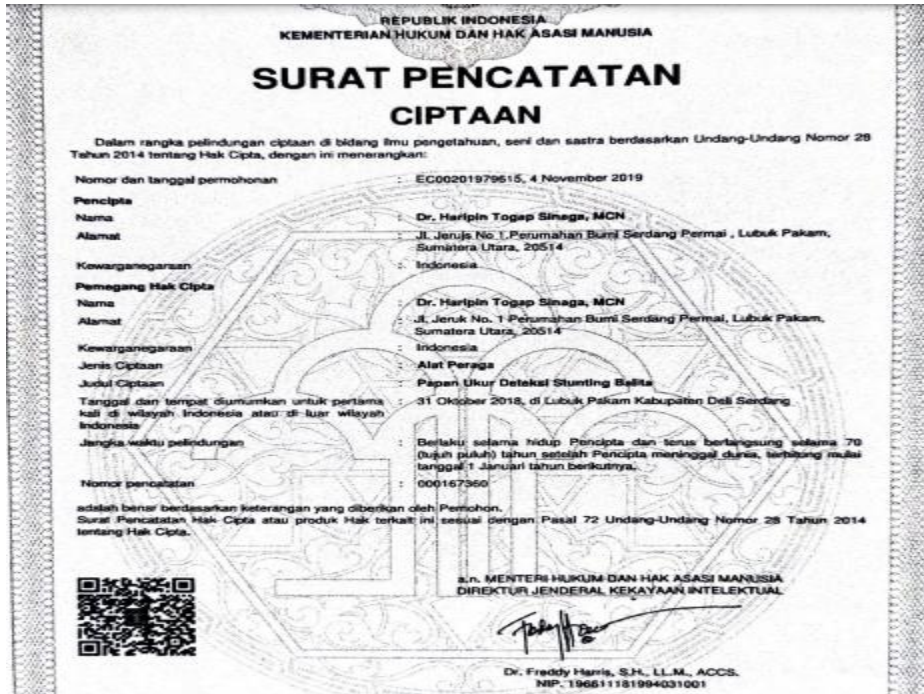 REPUBLIK INDONESIA
KEMENTERIAN HUKUM DAN HAK ASASI MANUSIA
SURAT PENCATATAN
CIPTAAN
Dalam rangka pelindungan ciptaan di bidang ilmu pengetahuan, seni dan sastra berdasarkan Undang-Undang Nomor 28
Tahun 2014 tentang Hak Cipta, dengan ini menerangkan:
Nomor dan tanggal permohonan : EC00201979615, 4 November 2019
Pencipta
Nama : Dr. Haripin Togap Sinaga, MCN
Alamat : Jl. Jerujs No 1 Perumahan Bumi Serdang Permai , Lubuk Pakam,
Sumatera Utara, 20514
Kewarganegaraan : Indonesia
Pemegang Hak Cipta
Nama : Dr. Haripin Togap Sinaga, MCN
Alamat : Jl. Jeruk No. 1 Perumahan Bumi Serdang Permai, Lubuk Pakam,
Sumatera Utara, 20514
Kewarganegaraan : Indonesia
Jenis Ciptaan : Alat Peraga
Judul Ciptaan : Papan Ukur Deteksi Stunting Balita
Tanggal dan tempat diumumkan untuk pertama : 31 Oktober 2018, di Lubuk Pakam Kabupaten Deli Serdang
kali di wilayah Indonesia atau di luar wilayah
Indonesia
Jangka waktu pelindungan : Berlaku selama hidup Pencipta dan terus berlangsung selama 70
(tujuh puluh) tahun setelah Pencipta meninggal dunia, terhitung mulai
tanggal 1 Januari tahun berikutnya.
Nomor pencatatan : 000167360
adalah benar berdasarkan keterangan yang diberikan oleh Pemohon.
Surat Pencatatan Hak Cipta atau produk Hak terkait ini sesuai dengan Pasal 72 Undang-Undang Nomor 28 Tahun 2014
tentang Hak Cipta.
a.n. MENTERI HUKUM DAN HAK ASASI MANUSIA
DIREKTUR JENDERAL KEKAYAAN INTELEKTUAL
Dr. Freddy Harris, S.H., LL.M., ACCS.
NIP. 196611181994031001